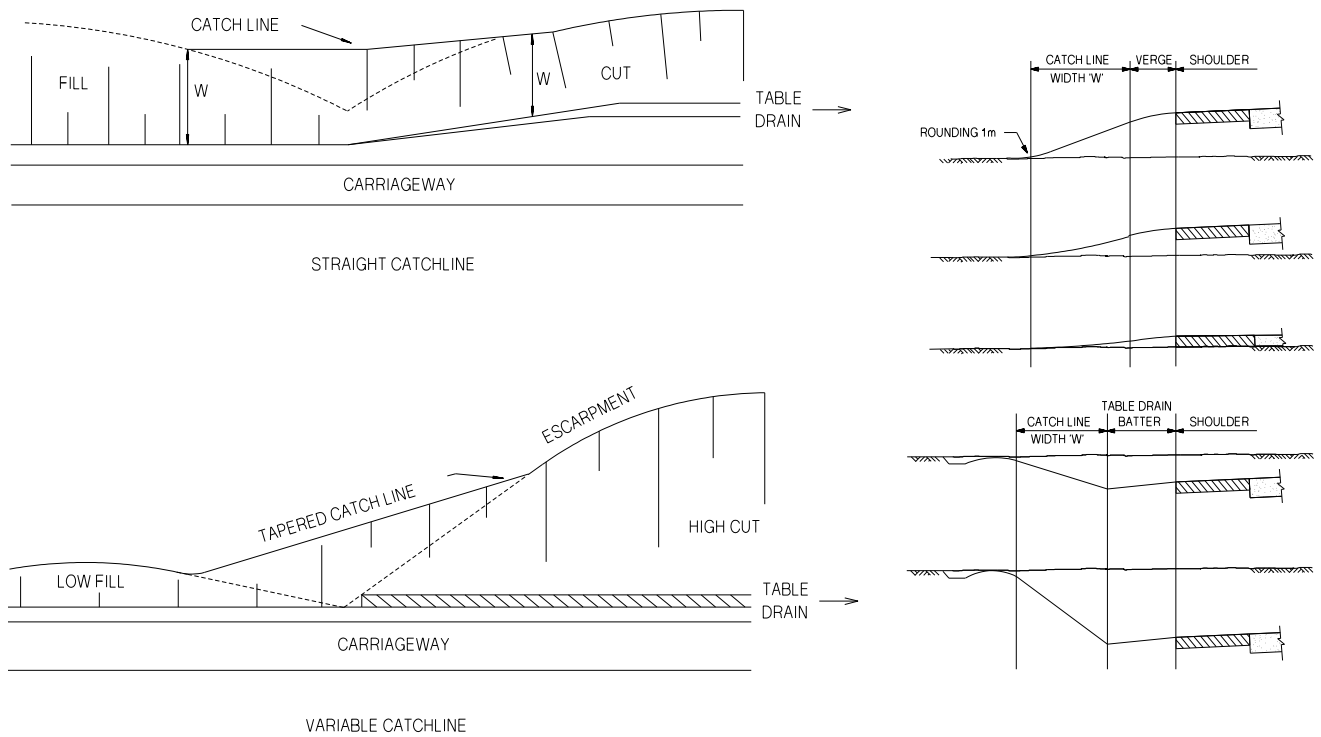 CATCH LINE
FILL
W
W
CUT
TABLE
DRAIN
CARRIAGEWAY
STRAIGHT CATCHLINE
CATCH LINE
WIDTH 'W'
VERGE
SHOULDER
ROUNDING 1m
ESCARPMENT
TAPERED CATCH LINE
HIGH CUT
LOW FILL
TABLE
DRAIN
CARRIAGEWAY
VARIABLE CATCHLINE
TABLE DRAIN
CATCH LINE
BATTER
SHOULDER
WIDTH 'W'